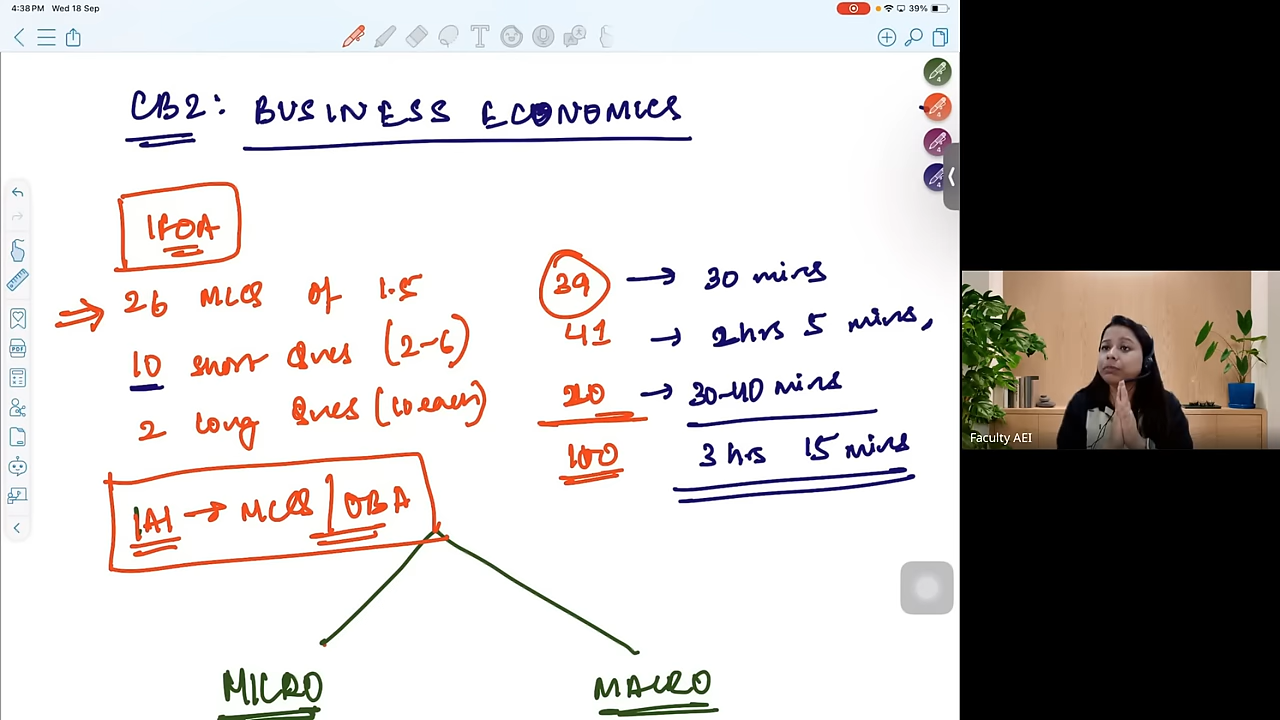 4:38 PM Wed 18 Sep 39%
CB2: BUSINESS ECONOMICS
IFOA
26 MCQS of 1.5 39 → 30 mins
10 short Ques (2-6) 41 → 2hrs 5 mins,
2 long Ques (10 each) 20 → 30-40 mins
100 3 hrs 15 mins
IAI → MCQS | OBA
MICRO MACRO
Faculty AEI